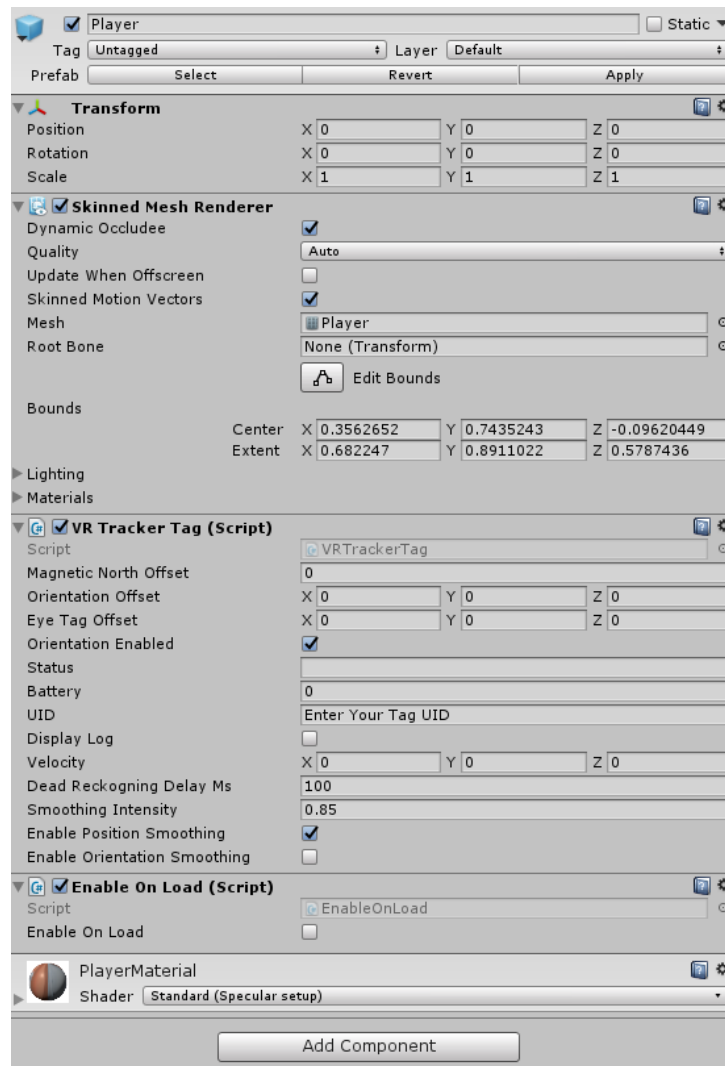 Player Static
Tag Untagged Layer Default
Prefab Select Revert Apply
Transform
Position X 0 Y 0 Z 0
Rotation X 0 Y 0 Z 0
Scale X 1 Y 1 Z 1
Skinned Mesh Renderer
Dynamic Occludee
Quality Auto
Update When Offscreen
Skinned Motion Vectors
Mesh Player
Root Bone None (Transform)
Edit Bounds
Bounds
Center X 0.3562652 Y 0.7435243 Z -0.09620449
Extent X 0.682247 Y 0.8911022 Z 0.5787436
Lighting
Materials
VR Tracker Tag (Script)
Script VRTrackerTag
Magnetic North Offset 0
Orientation Offset X 0 Y 0 Z 0
Eye Tag Offset X 0 Y 0 Z 0
Orientation Enabled
Status
Battery 0
UID Enter Your Tag UID
Display Log
Velocity X 0 Y 0 Z 0
Dead Reckogning Delay Ms 100
Smoothing Intensity 0.85
Enable Position Smoothing
Enable Orientation Smoothing
Enable On Load (Script)
Script EnableOnLoad
Enable On Load
PlayerMaterial
Shader Standard (Specular setup)
Add Component